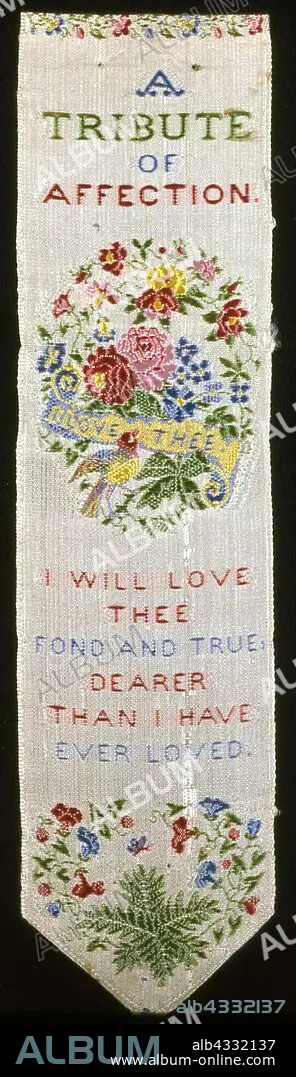 A
TRIBUTE
OF
AFFECTION.
I LOVE THEE
I WILL LOVE
THEE
FOND AND TRUE,
DEARER
THAN I HAVE
EVER LOVED.
alb4332137
ALBUM
alb4332137
www.album-online.com